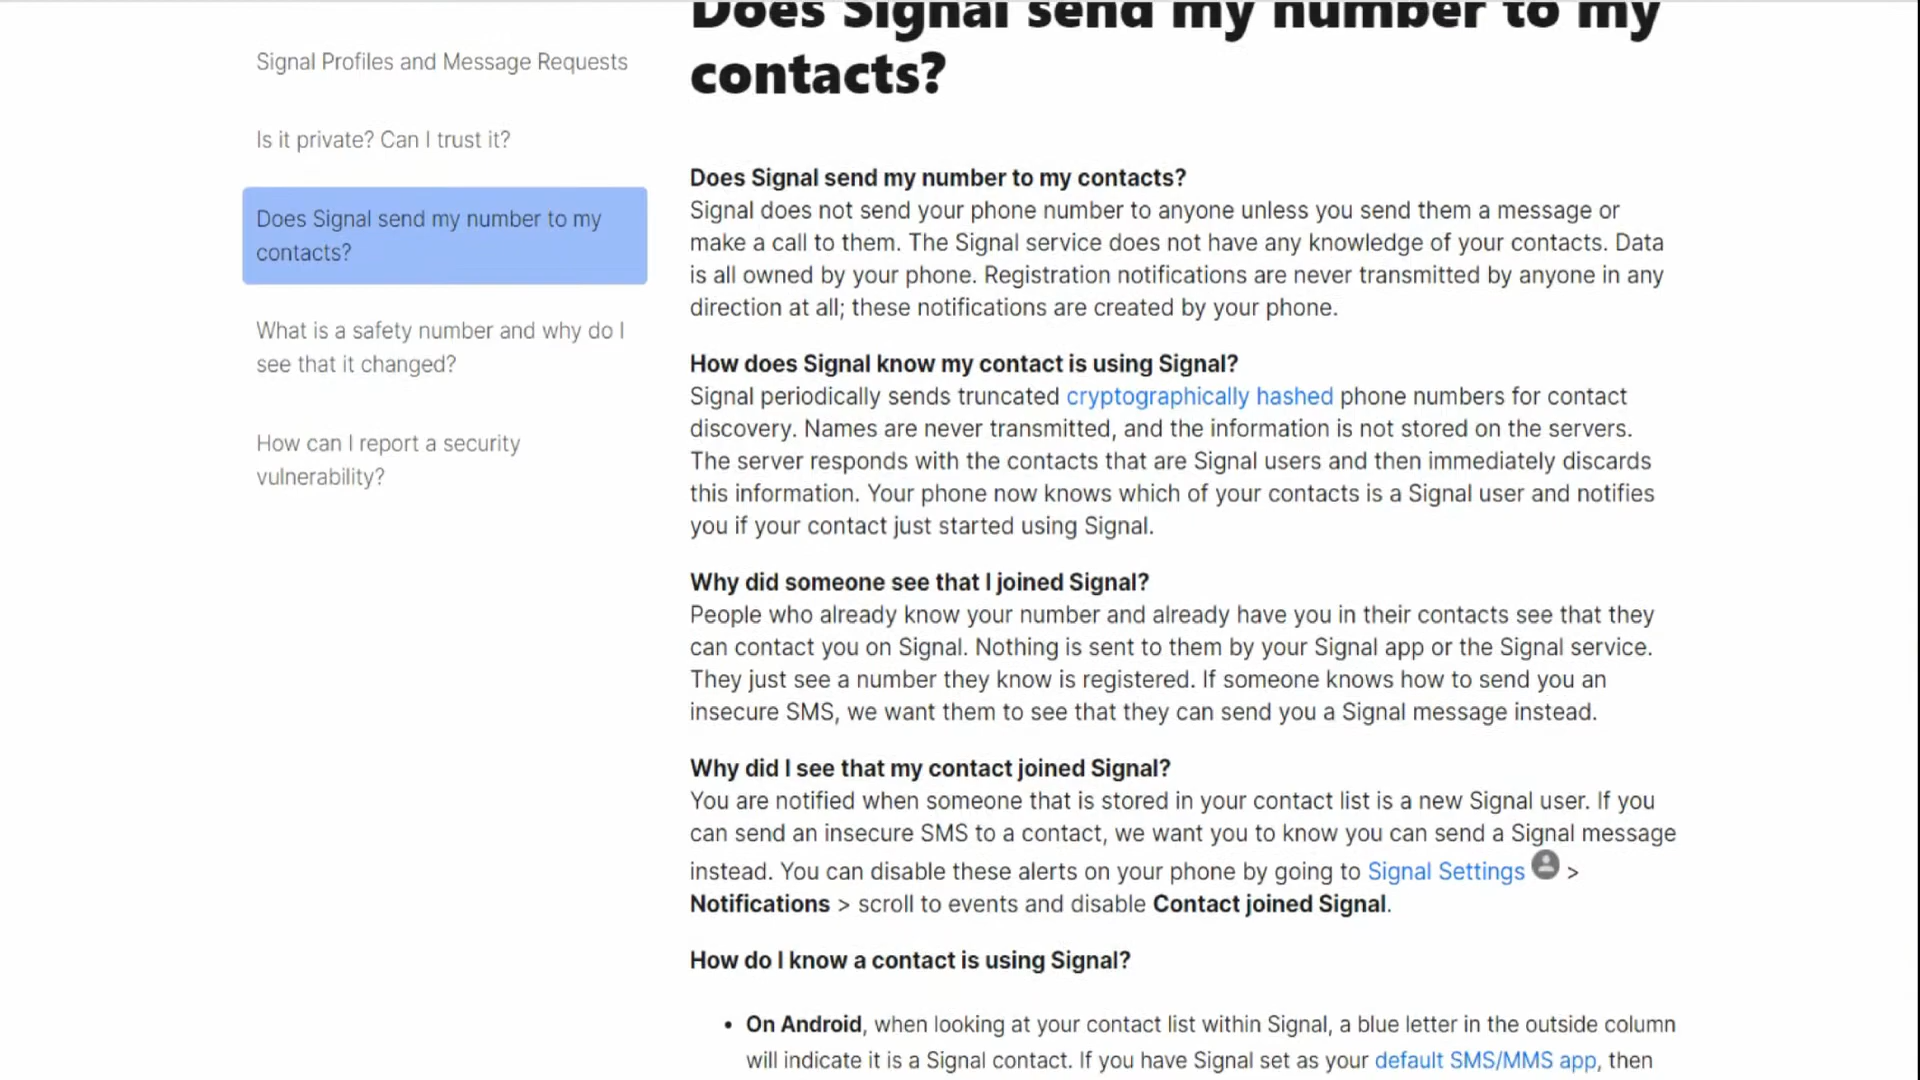 Does Signal send my number to my
contacts?
Signal Profiles and Message Requests
Is it private? Can I trust it?
Does Signal send my number to my
contacts?
What is a safety number and why do I
see that it changed?
How can I report a security
vulnerability?
Does Signal send my number to my contacts?
Signal does not send your phone number to anyone unless you send them a message or
make a call to them. The Signal service does not have any knowledge of your contacts. Data
is all owned by your phone. Registration notifications are never transmitted by anyone in any
direction at all; these notifications are created by your phone.
How does Signal know my contact is using Signal?
Signal periodically sends truncated cryptographically hashed phone numbers for contact
discovery. Names are never transmitted, and the information is not stored on the servers.
The server responds with the contacts that are Signal users and then immediately discards
this information. Your phone now knows which of your contacts is a Signal user and notifies
you if your contact just started using Signal.
Why did someone see that I joined Signal?
People who already know your number and already have you in their contacts see that they
can contact you on Signal. Nothing is sent to them by your Signal app or the Signal service.
They just see a number they know is registered. If someone knows how to send you an
insecure SMS, we want them to see that they can send you a Signal message instead.
Why did I see that my contact joined Signal?
You are notified when someone that is stored in your contact list is a new Signal user. If you
can send an insecure SMS to a contact, we want you to know you can send a Signal message
instead. You can disable these alerts on your phone by going to Signal Settings >
Notifications > scroll to events and disable Contact joined Signal.
How do I know a contact is using Signal?
• On Android, when looking at your contact list within Signal, a blue letter in the outside column
will indicate it is a Signal contact. If you have Signal set as your default SMS/MMS app, then